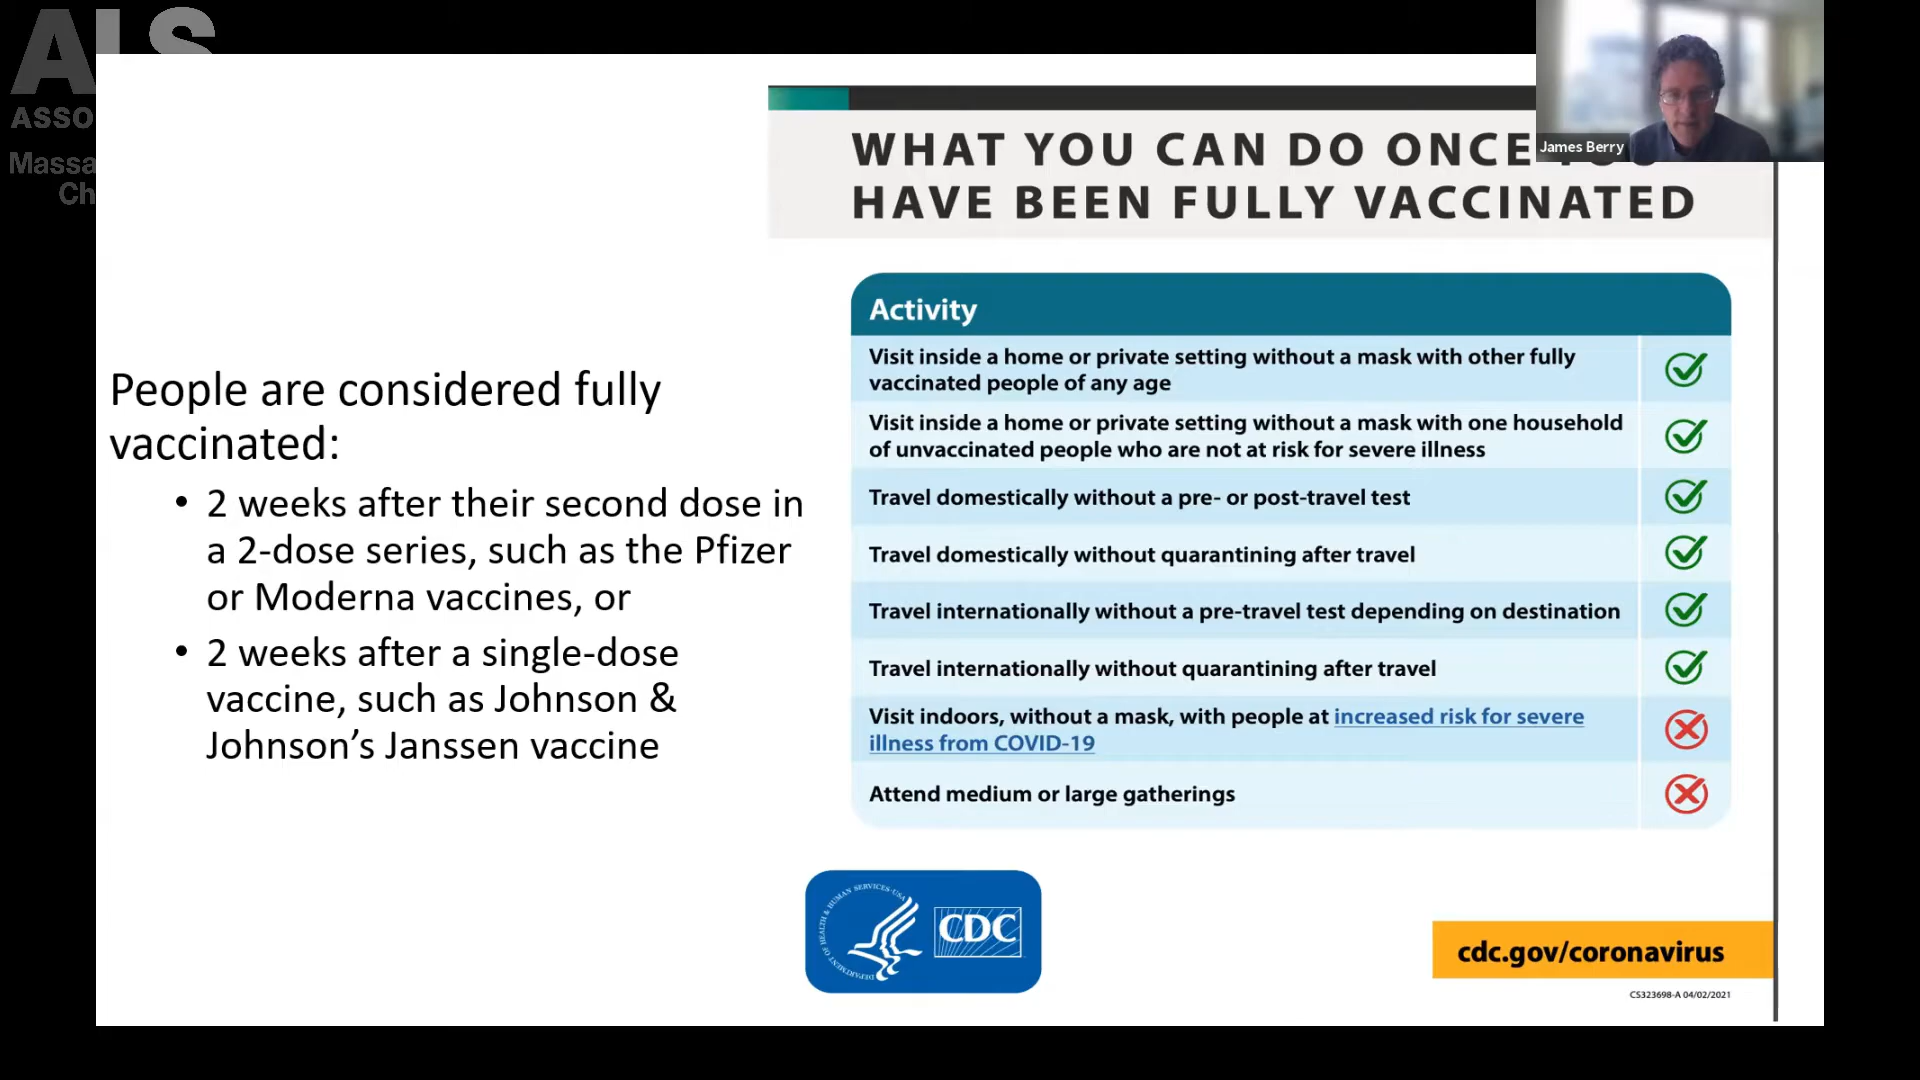 ALS
ASSO
Massa
Ch
WHAT YOU CAN DO ONCE
HAVE BEEN FULLY VACCINATED
James Berry
People are considered fully
vaccinated:
• 2 weeks after their second dose in
a 2-dose series, such as the Pfizer
or Moderna vaccines, or
• 2 weeks after a single-dose
vaccine, such as Johnson &
Johnson’s Janssen vaccine
Activity
Visit inside a home or private setting without a mask with other fully
vaccinated people of any age
Visit inside a home or private setting without a mask with one household
of unvaccinated people who are not at risk for severe illness
Travel domestically without a pre- or post-travel test
Travel domestically without quarantining after travel
Travel internationally without a pre-travel test depending on destination
Travel internationally without quarantining after travel
Visit indoors, without a mask, with people at increased risk for severe
illness from COVID-19
Attend medium or large gatherings
DEPARTMENT OF HEALTH & HUMAN SERVICES·USA
CDC
cdc.gov/coronavirus
CS323698-A 04/02/2021